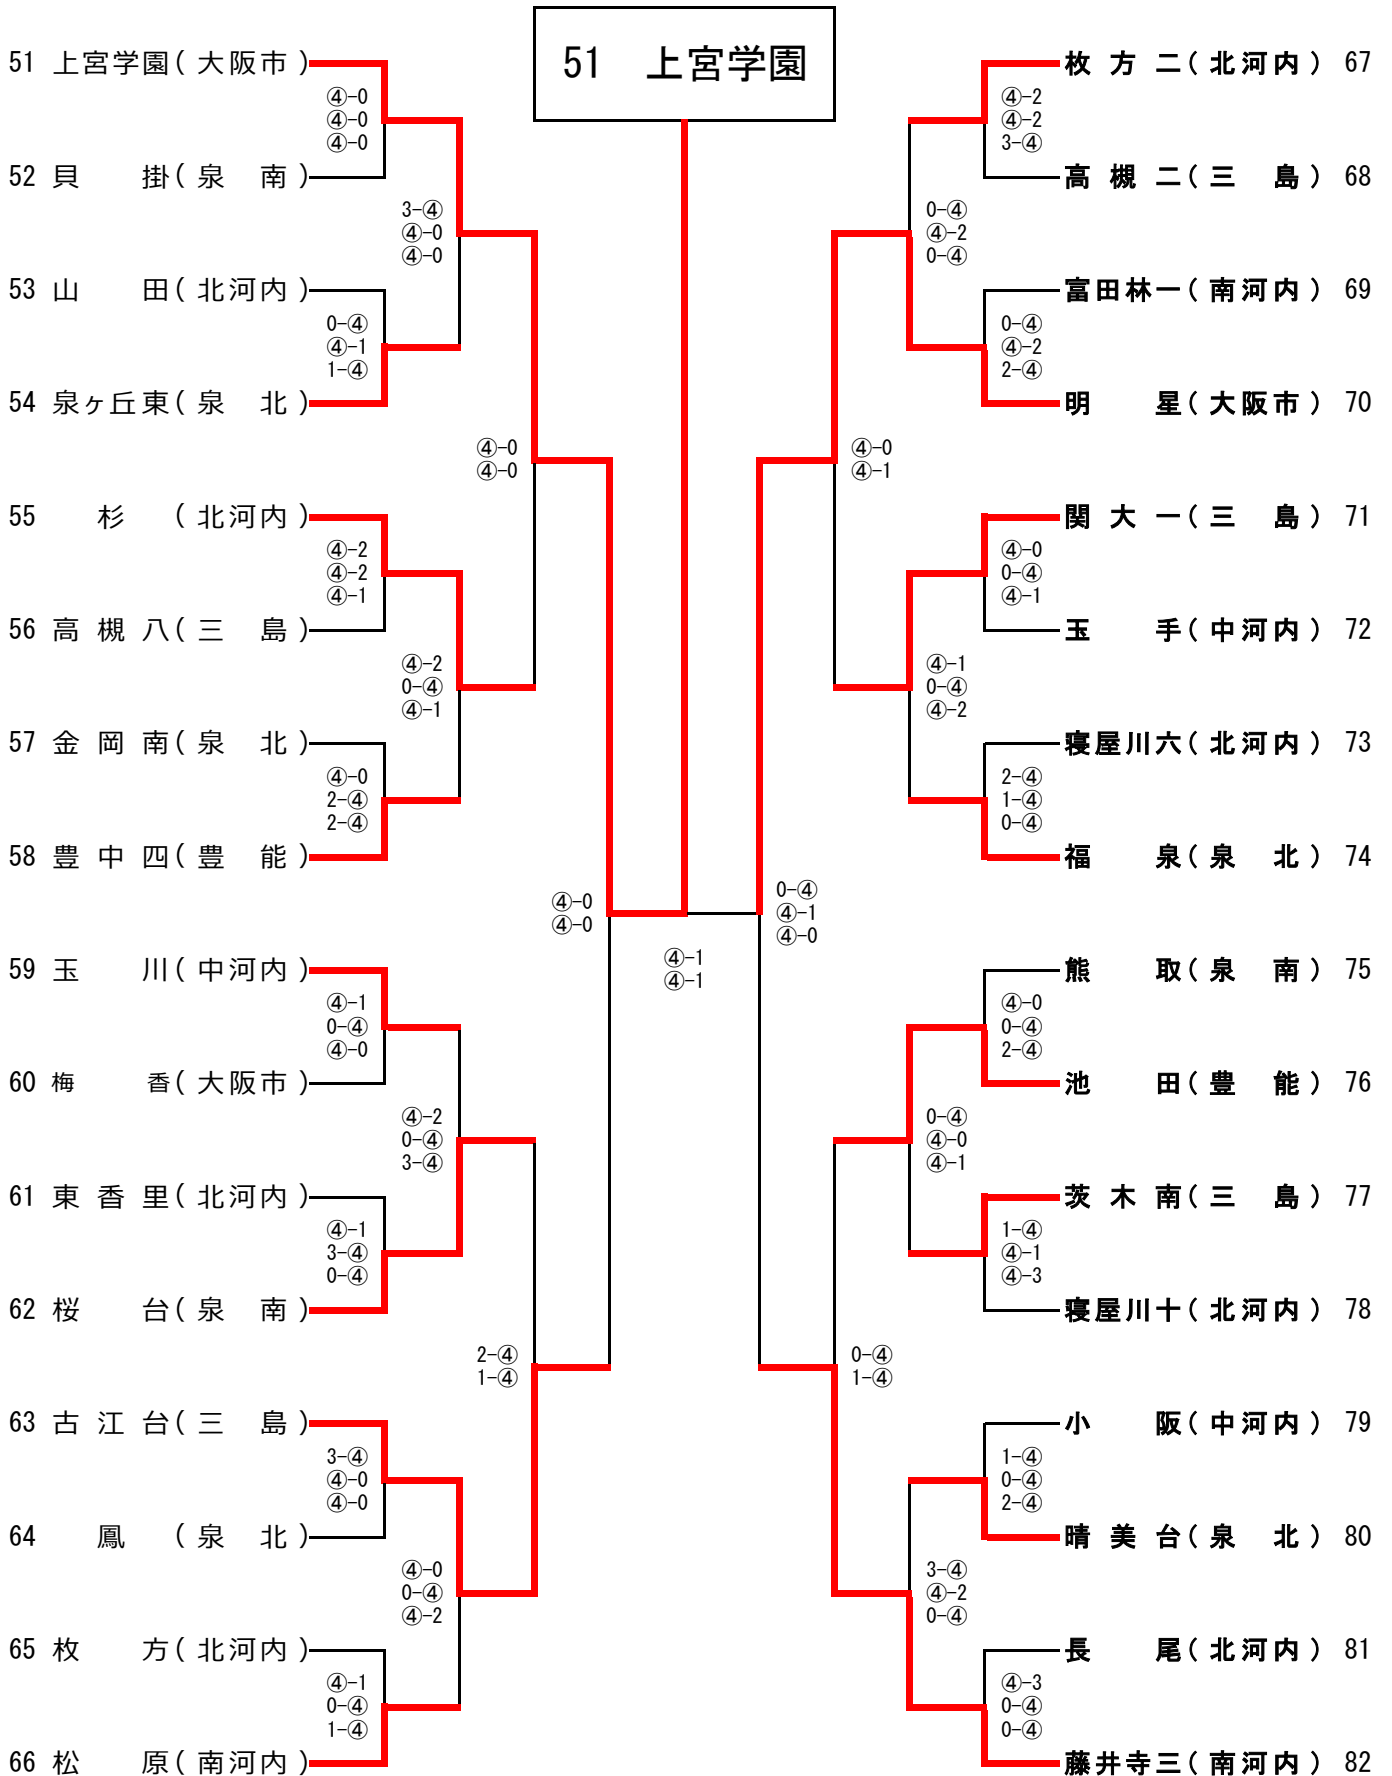 51 上宮学園
51 上宮学園(大阪市)
④-0
④-0
④-0
52 貝掛(泉南)
3-④
④-0
④-0
53 山田(北河内)
0-④
④-1
1-④
54 泉ヶ丘東(泉北)
④-0
④-0
55 杉(北河内)
④-2
④-2
④-1
56 高槻八(三島)
④-2
0-④
④-1
57 金岡南(泉北)
④-0
2-④
2-④
58 豊中四(豊能)
④-0
④-0
59 玉川(中河内)
④-1
0-④
④-0
60 梅香(大阪市)
④-2
0-④
3-④
61 東香里(北河内)
④-1
3-④
0-④
62 桜台(泉南)
2-④
1-④
63 古江台(三島)
3-④
④-0
④-0
64 鳳(泉北)
④-0
0-④
④-2
65 枚方(北河内)
④-1
0-④
1-④
66 松原(南河内)
④-1
④-1
枚方二(北河内) 67
④-2
④-2
3-④
高槻二(三島) 68
0-④
④-2
0-④
富田林一(南河内) 69
0-④
④-2
2-④
明星(大阪市) 70
④-0
④-1
関大一(三島) 71
④-0
0-④
④-1
玉手(中河内) 72
④-1
0-④
④-2
寝屋川六(北河内) 73
2-④
1-④
0-④
福泉(泉北) 74
0-④
④-1
④-0
熊取(泉南) 75
④-0
0-④
2-④
池田(豊能) 76
0-④
④-0
④-1
茨木南(三島) 77
1-④
④-1
④-3
寝屋川十(北河内) 78
0-④
1-④
小阪(中河内) 79
1-④
0-④
2-④
晴美台(泉北) 80
3-④
④-2
0-④
長尾(北河内) 81
④-3
0-④
0-④
藤井寺三(南河内) 82